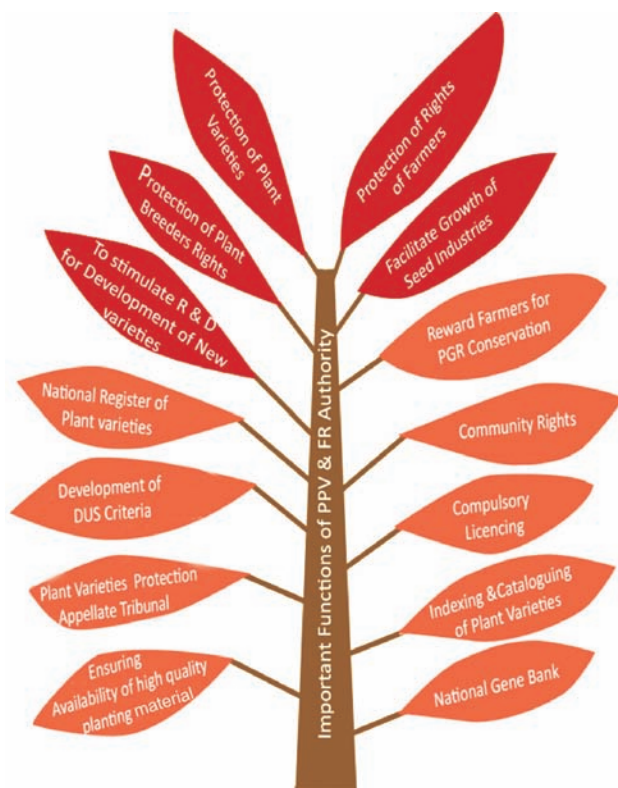 Protection of Plant
Varieties
Protection of Rights
of Farmers
Protection of Plant
Breeders Rights
Facilitate Growth of
Seed Industries
To stimulate R & D
for Development of New
varieties
Reward Farmers for
PGR Conservation
National Register of
Plant varieties
Community Rights
Development of
DUS Criteria
Compulsory
Licencing
Plant Varieties Protection
Appellate Tribunal
Indexing &Cataloguing
of Plant Varieties
Ensuring
Availability of high quality
planting material
National Gene Bank
Important Functions of PPV & FR Authority